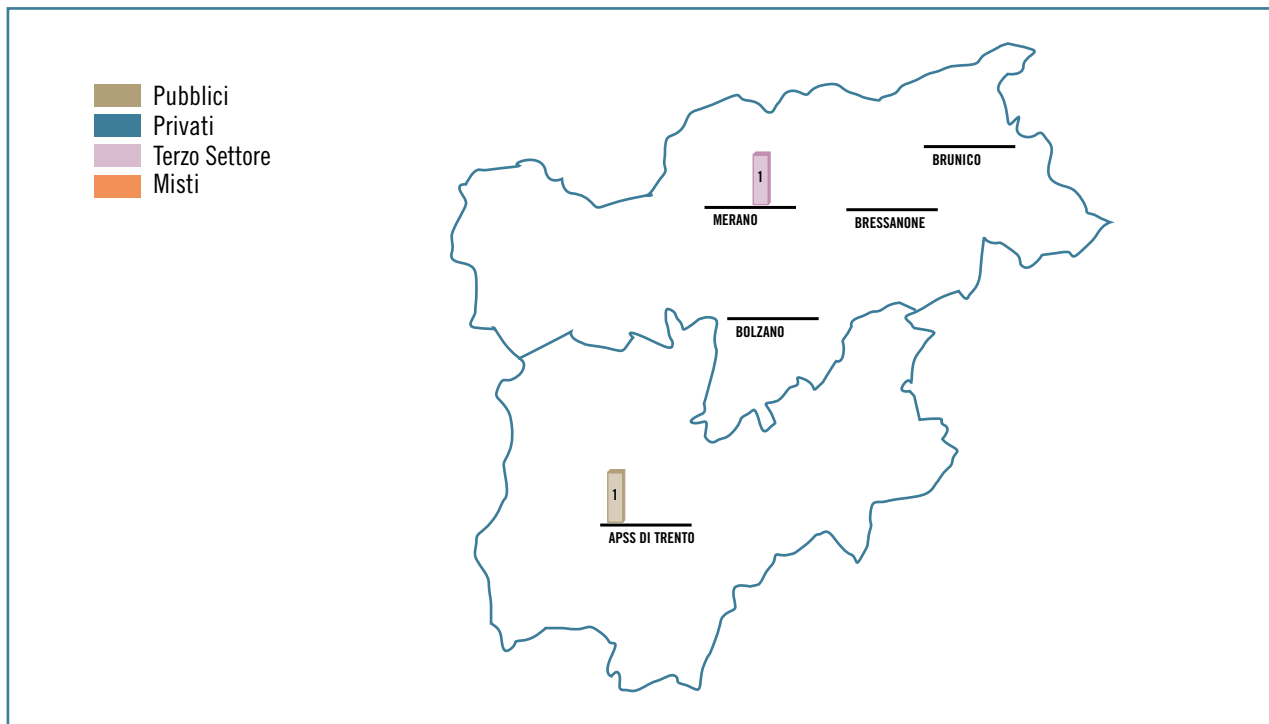 Pubblici
Privati
Terzo Settore
Misti
BRUNICO
1
MERANO
BRESSANONE
BOLZANO
1
APSS DI TRENTO